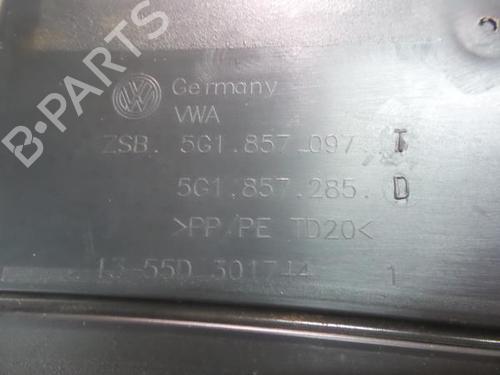 Germany
VWA
ZSB. 5G1.857.097. T
5G1.857.285. D
>PP/PE TD20<
13-55D 301744
1
B-PARTS